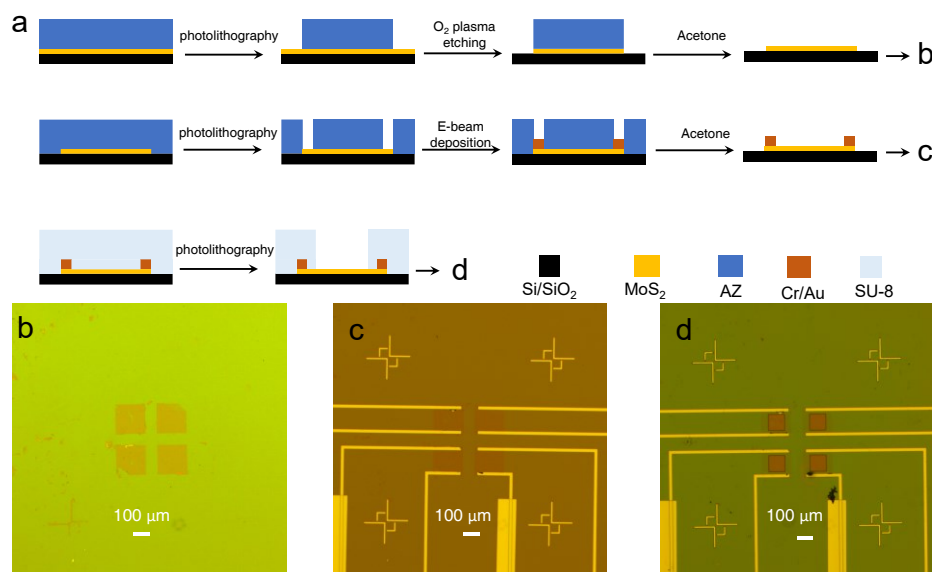 a
photolithography
O₂ plasma
etching
Acetone
b
photolithography
E-beam
deposition
Acetone
c
photolithography
d
Si/SiO₂
MoS₂
AZ
Cr/Au
SU-8
b
100 μm
c
100 μm
d
100 μm